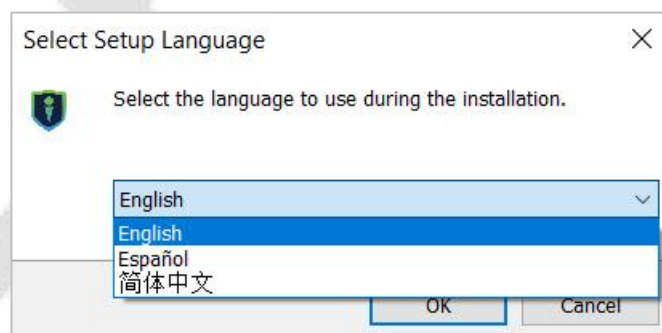 Select Setup Language
Select the language to use during the installation.
English
English
Español
简体中文
OK
Cancel